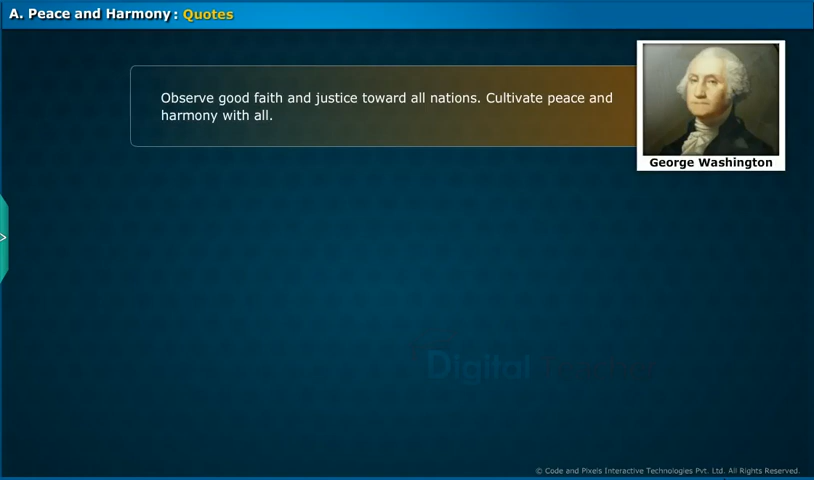 A. Peace and Harmony : Quotes
Observe good faith and justice toward all nations. Cultivate peace and
harmony with all.
George Washington
>
Digital
© Code and Pixels Interactive Technologies Pvt. Ltd. All Rights Reserved.